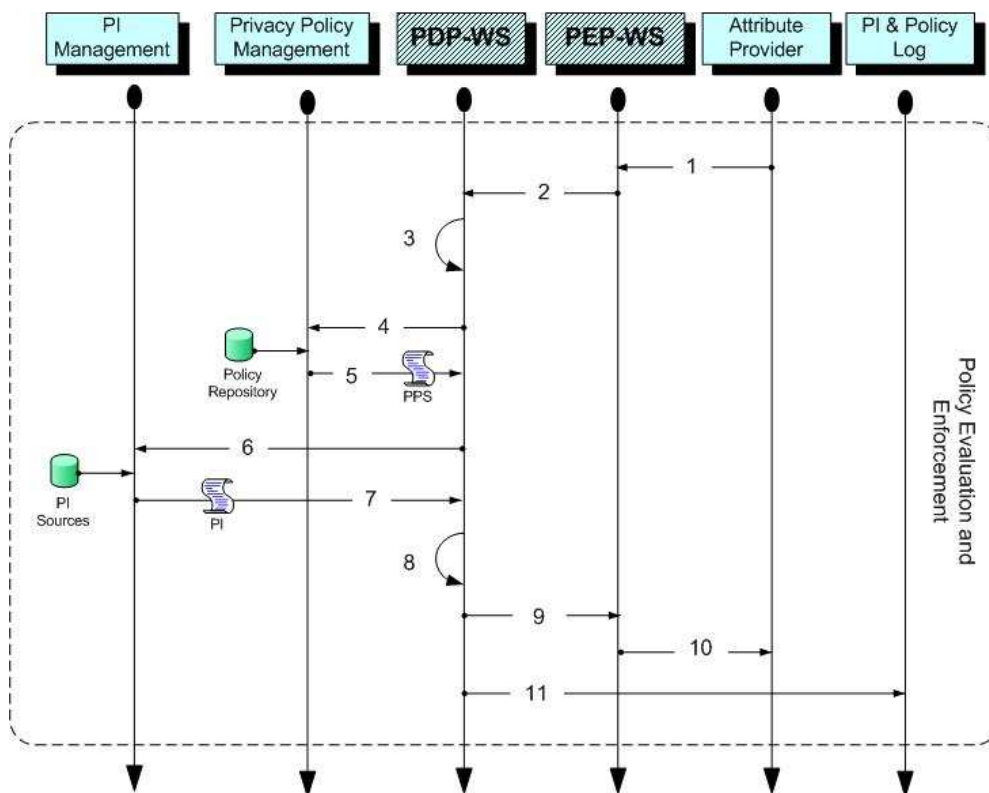 PI
Management
Privacy Policy
Management
PDP-WS
PEP-WS
Attribute
Provider
PI & Policy
Log
1
2
3
4
Policy
Repository
5
PPS
6
PI
Sources
7
PI
8
9
10
11
Policy Evaluation and
Enforcement